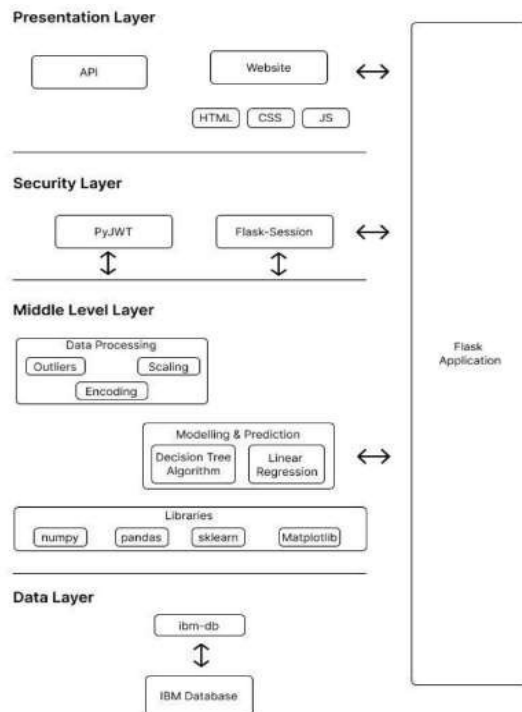 Presentation Layer
API
Website
HTML
CSS
JS
Security Layer
PyJWT
Flask-Session
Middle Level Layer
Data Processing
Outliers
Scaling
Encoding
Flask
Application
Modelling & Prediction
Decision Tree
Algorithm
Linear
Regression
Libraries
numpy
pandas
sklearn
Matplotlib
Data Layer
ibm-db
IBM Database